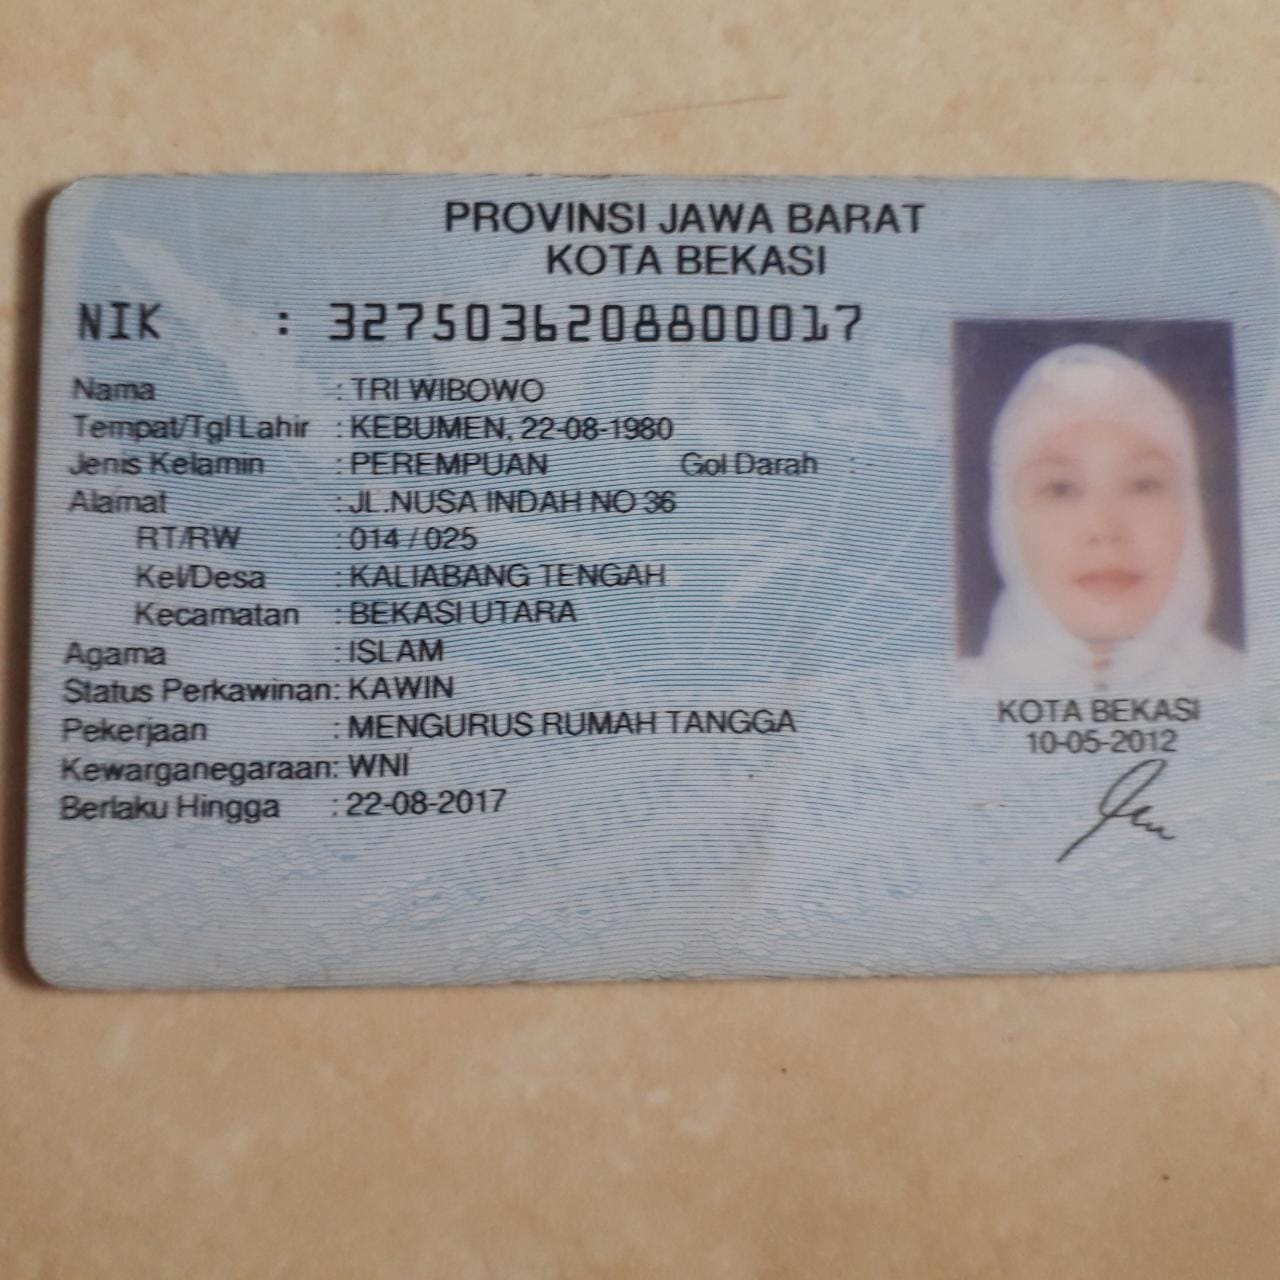 PROVINSI JAWA BARAT
KOTA BEKASI
NIK : 3275036208800017
Nama : TRI WIBOWO
Tempat/Tgl Lahir : KEBUMEN, 22-08-1980
Jenis Kelamin : PEREMPUAN Gol Darah : -
Alamat : JL.NUSA INDAH NO 36
RT/RW : 014 / 025
Kel/Desa : KALIABANG TENGAH
Kecamatan : BEKASI UTARA
Agama : ISLAM
Status Perkawinan: KAWIN
Pekerjaan : MENGURUS RUMAH TANGGA
Kewarganegaraan: WNI
Berlaku Hingga : 22-08-2017
KOTA BEKASI
10-05-2012